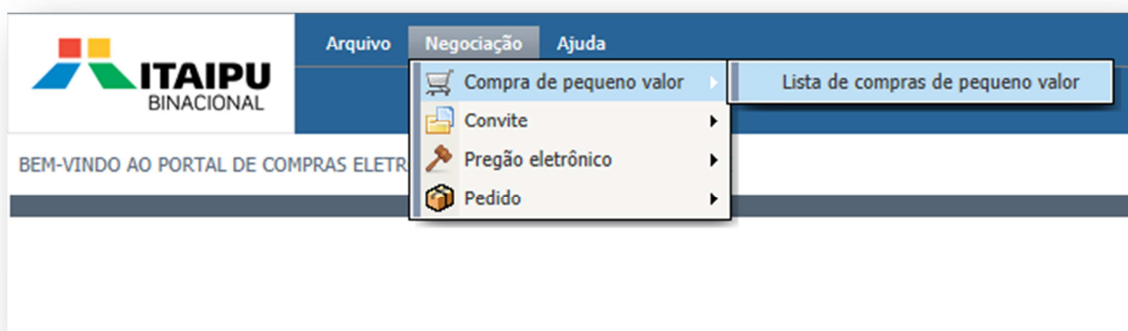 Arquivo Negociação Ajuda
ITAIPU
BINACIONAL
Compra de pequeno valor Lista de compras de pequeno valor
Convite
BEM-VINDO AO PORTAL DE COMPRAS
Pregão eletrônico
Pedido